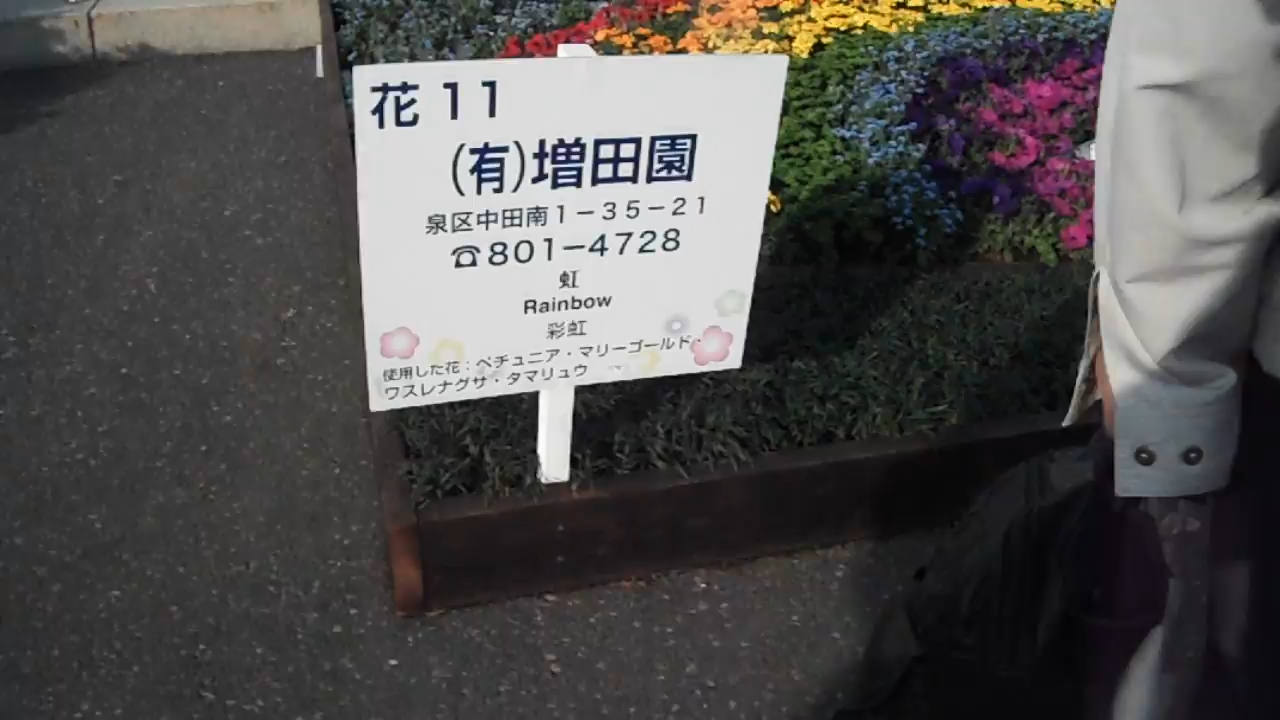 花 11
(有)増田園
泉区中田南1-35-21
☎801-4728
虹
Rainbow
彩虹
使用した花：ペチュニア・マリーゴールド・
ワスレナグサ・タマリュウ